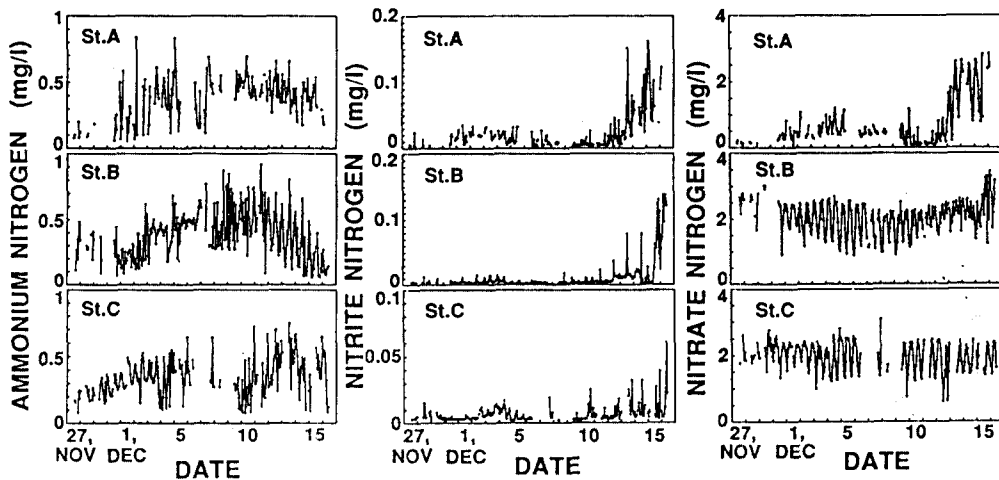 AMMONIUM NITROGEN (mg/l)
1
0.5
0
St.A
1
0.5
0
St.B
1
0.5
0
St.C
27, 1, 5 10 15
NOV DEC
DATE
NITRITE NITROGEN (mg/l)
0.2
0.1
0
St.A
0.2
0.1
0
St.B
0.1
0.05
0
St.C
27, 1, 5 10 15
NOV DEC
DATE
NITRATE NITROGEN (mg/l)
4
2
0
St.A
4
2
0
St.B
4
2
0
St.C
27, 1, 5 10 15
NOV DEC
DATE